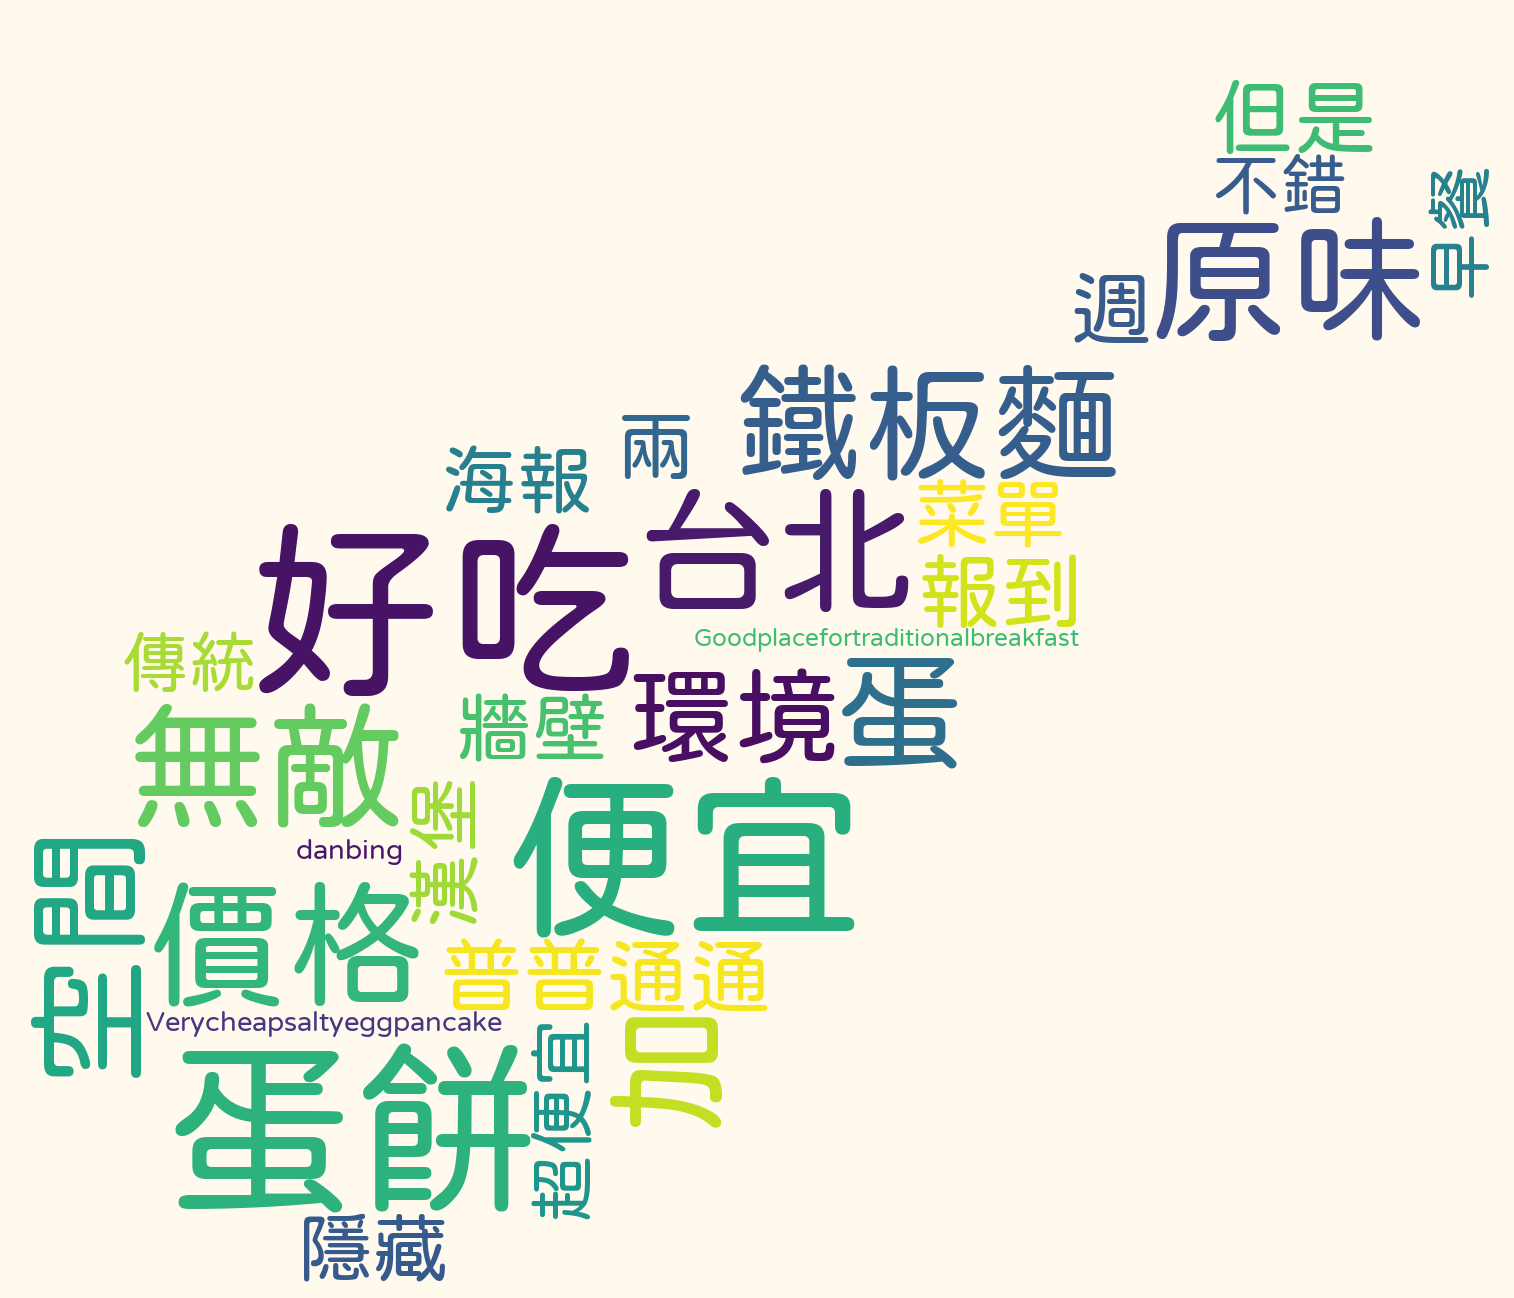 但是
不錯
早餐
原味
週
鐵板麵
兩
海報
台北
菜單
好吃
報到
Goodplacefortraditionalbreakfast
傳統
蛋
環境
牆壁
無敵
便宜
漢堡
danbing
空間
價格
普普通通
Verycheapsaltyeggpancake
加
超便宜
蛋餅
隱藏